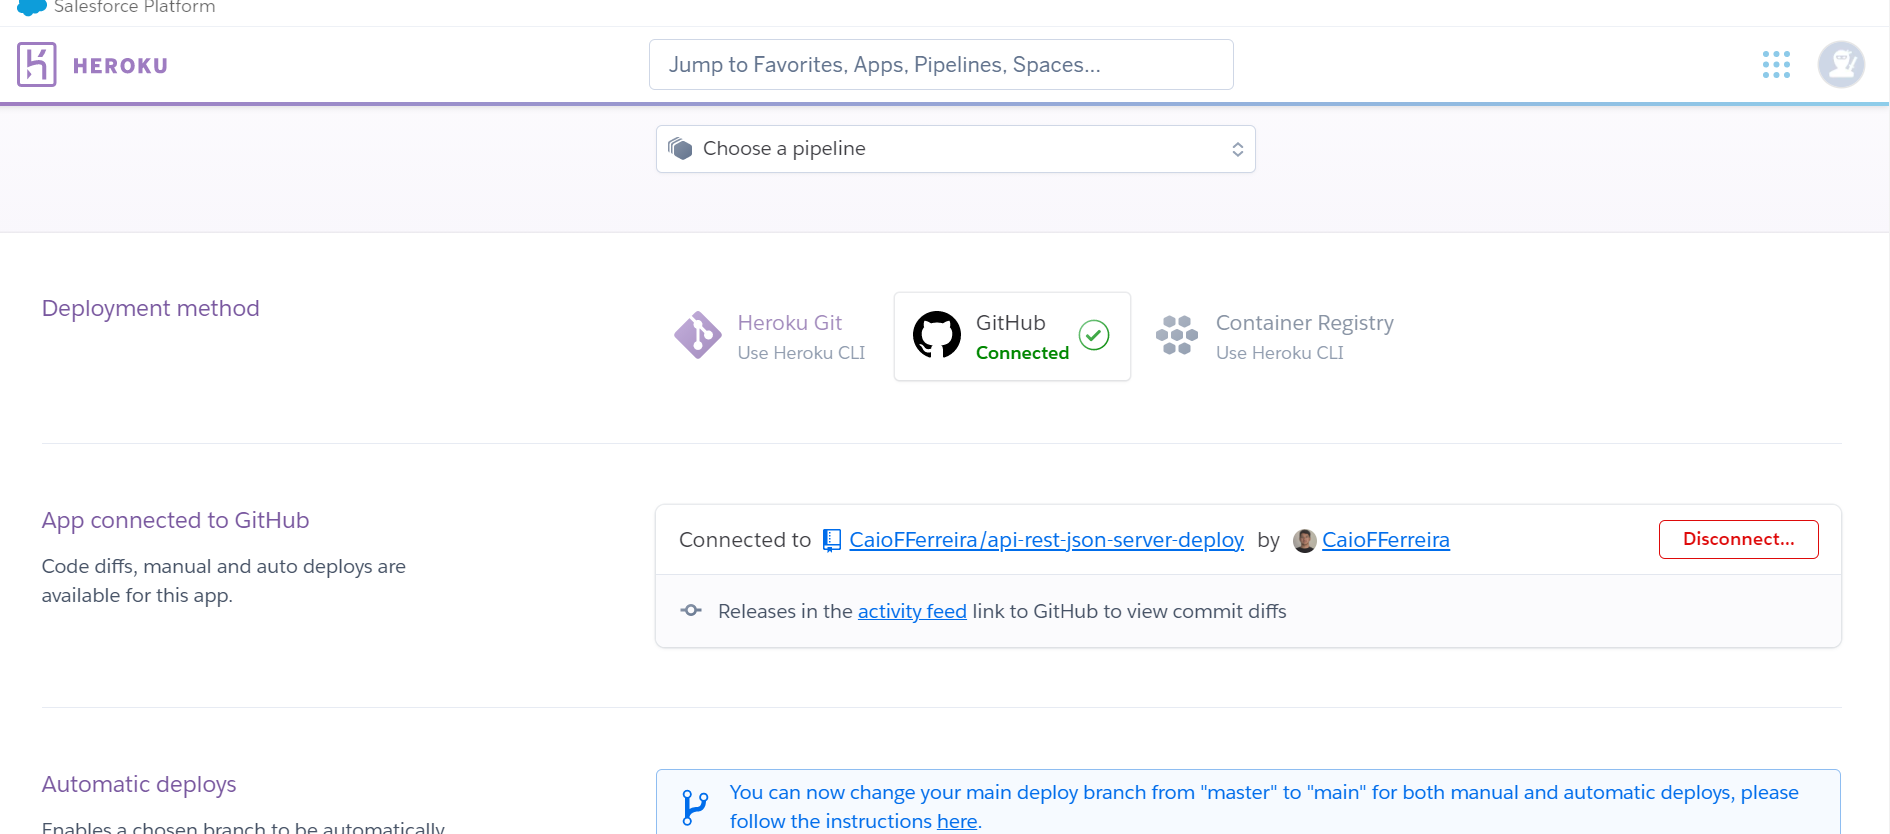 Salesforce Platform
HEROKU
Jump to Favorites, Apps, Pipelines, Spaces...
Choose a pipeline
Deployment method
Heroku Git
Use Heroku CLI
GitHub
Connected
Container Registry
Use Heroku CLI
App connected to GitHub
Code diffs, manual and auto deploys are
available for this app.
Connected to CaioFFerreira/api-rest-json-server-deploy by CaioFFerreira
Disconnect...
Releases in the activity feed link to GitHub to view commit diffs
Automatic deploys
Enables a chosen branch to be automatically
You can now change your main deploy branch from "master" to "main" for both manual and automatic deploys, please
follow the instructions here.